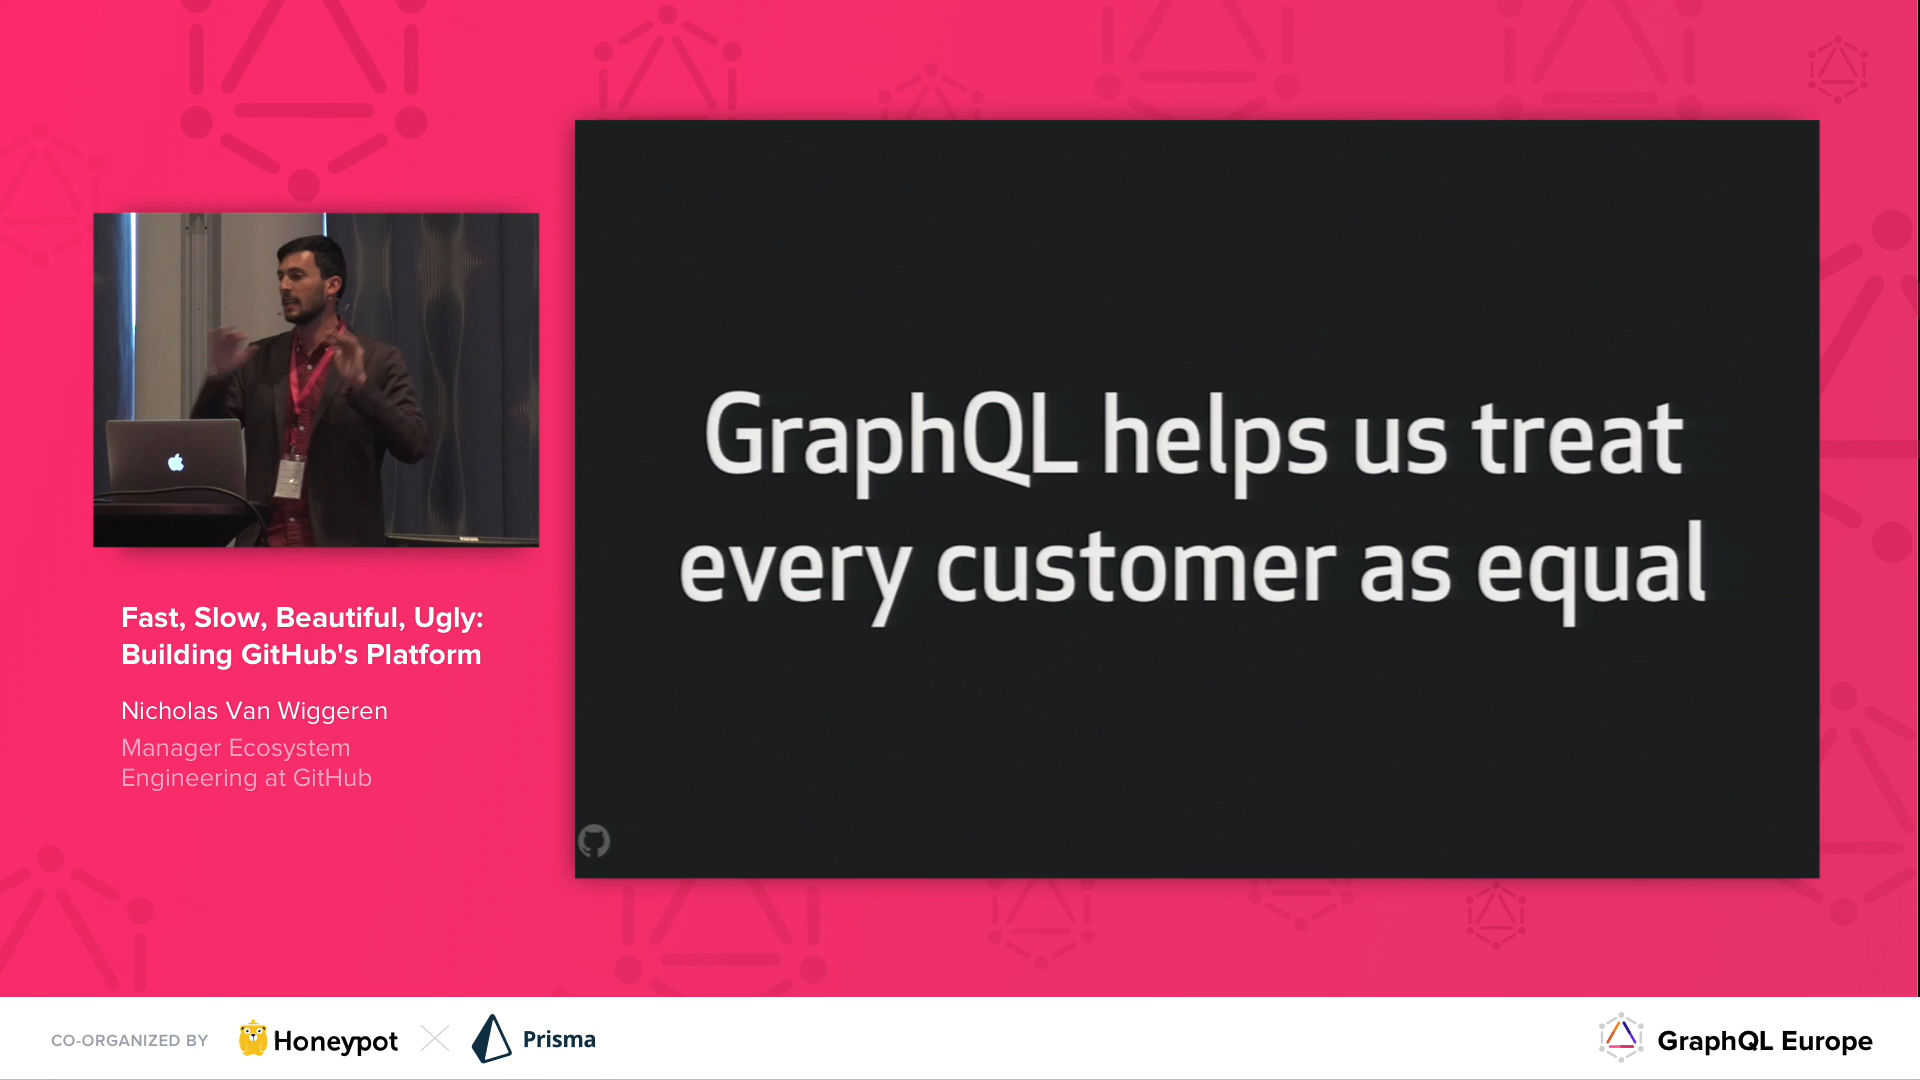 GraphQL helps us treat
every customer as equal
Fast, Slow, Beautiful, Ugly:
Building GitHub's Platform
Nicholas Van Wiggeren
Manager Ecosystem
Engineering at GitHub
CO-ORGANIZED BY
Honeypot
Prisma
GraphQL Europe